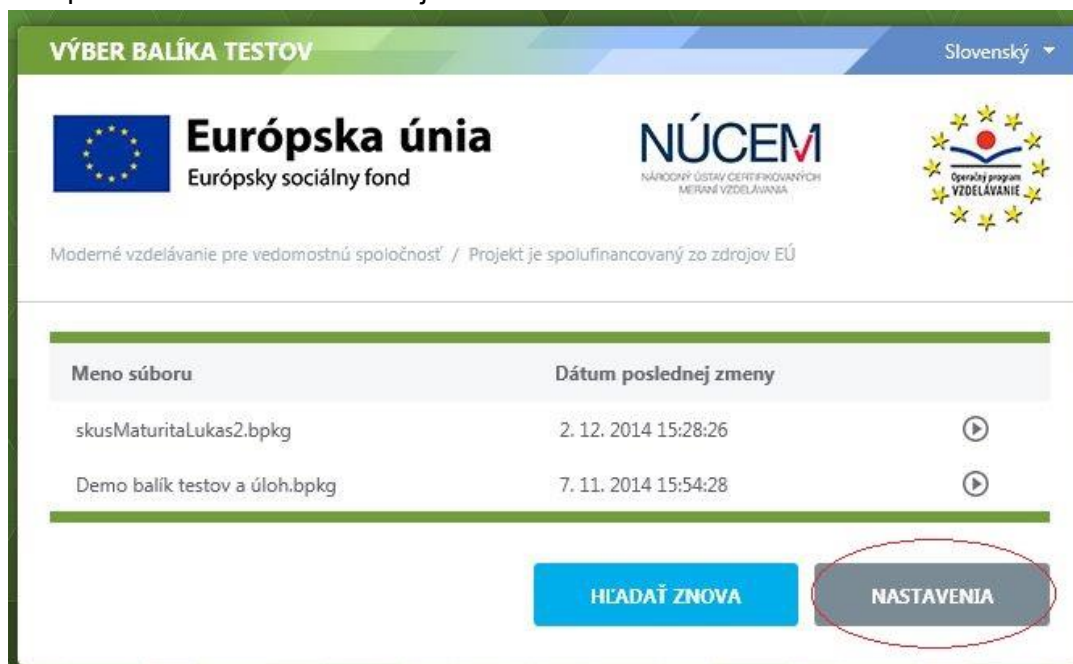 VÝBER BALÍKA TESTOV
Slovenský
Európska únia
Európsky sociálny fond
NÚCEM
NÁRODNÝ ÚSTAV CERTIFIKOVANÝCH
MERANÍ VZDELÁVANIA
Operačný program
VZDELÁVANIE
Moderné vzdelávanie pre vedomostnú spoločnosť / Projekt je spolufinancovaný zo zdrojov EÚ
Meno súboru Dátum poslednej zmeny
skusMaturitaLukas2.bpkg 2. 12. 2014 15:28:26
Demo balík testov a úloh.bpkg 7. 11. 2014 15:54:28
HĽADAŤ ZNOVA
NASTAVENIA